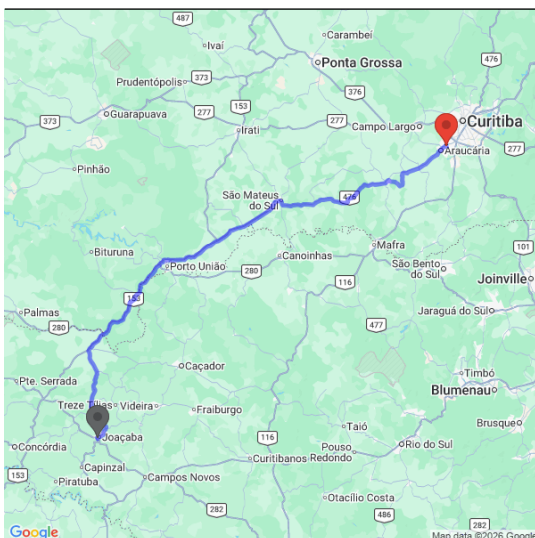 487
Ivaí
Carambei
476
Ponta Grossa
Prudentópolis
373
376
153
277
Guarapuava
373
277
Campo Largo
Curitiba
Irati
Araucária
277
Pinhão
São Mateus
do Sul
476
Bituruna
Mafra
101
Porto União
Canoinhas
280
São Bento
do Sul
Joinville
116
153
Palmas
280
Jaraguá do Sul
477
Caçador
Timbó
Pte. Serrada
Blumenau
Treze Tílias
Videira
Fraiburgo
Brusque
Taió
Joaçaba
116
Rio do Sul
Concórdia
Pouso
Redondo
Capinzal
Curitibanos
153
Piratuba
Campos Novos
Otacílio Costa
282
486
282
Google
Map data ©2026 Google